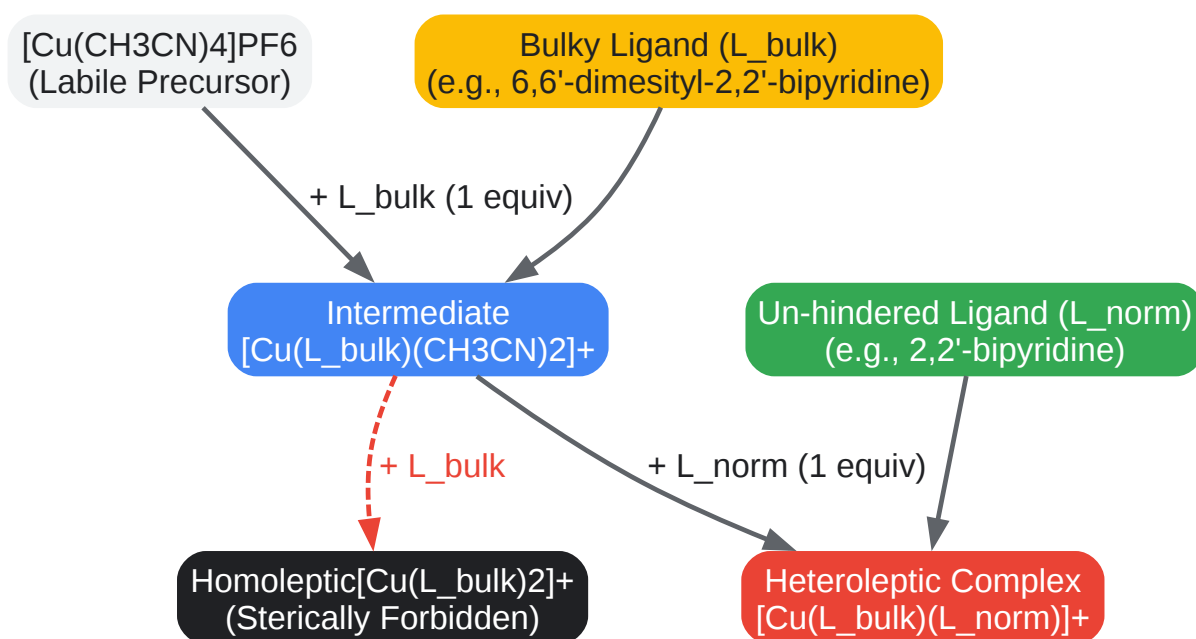 [Cu(CH3CN)4]PF6
(Labile Precursor)
Bulky Ligand (L_bulk)
(e.g., 6,6'-dimesityl-2,2'-bipyridine)
+ L_bulk (1 equiv)
Intermediate
[Cu(L_bulk)(CH3CN)2]+
Un-hindered Ligand (L_norm)
(e.g., 2,2'-bipyridine)
+ L_bulk
+ L_norm (1 equiv)
Homoleptic[Cu(L_bulk)2]+
(Sterically Forbidden)
Heteroleptic Complex
[Cu(L_bulk)(L_norm)]+